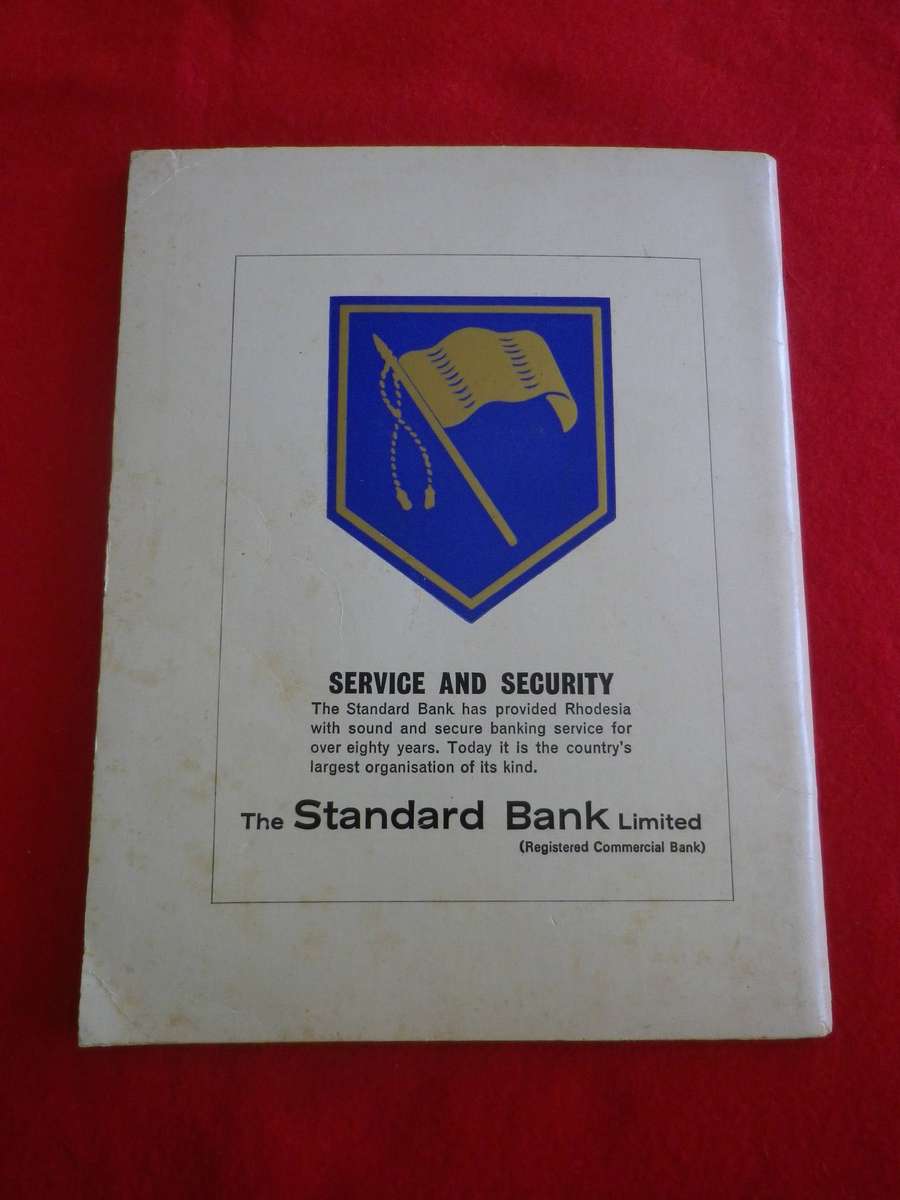 SERVICE AND SECURITY
The Standard Bank has provided Rhodesia
with sound and secure banking service for
over eighty years. Today it is the country's
largest organisation of its kind.
The Standard Bank Limited
(Registered Commercial Bank)